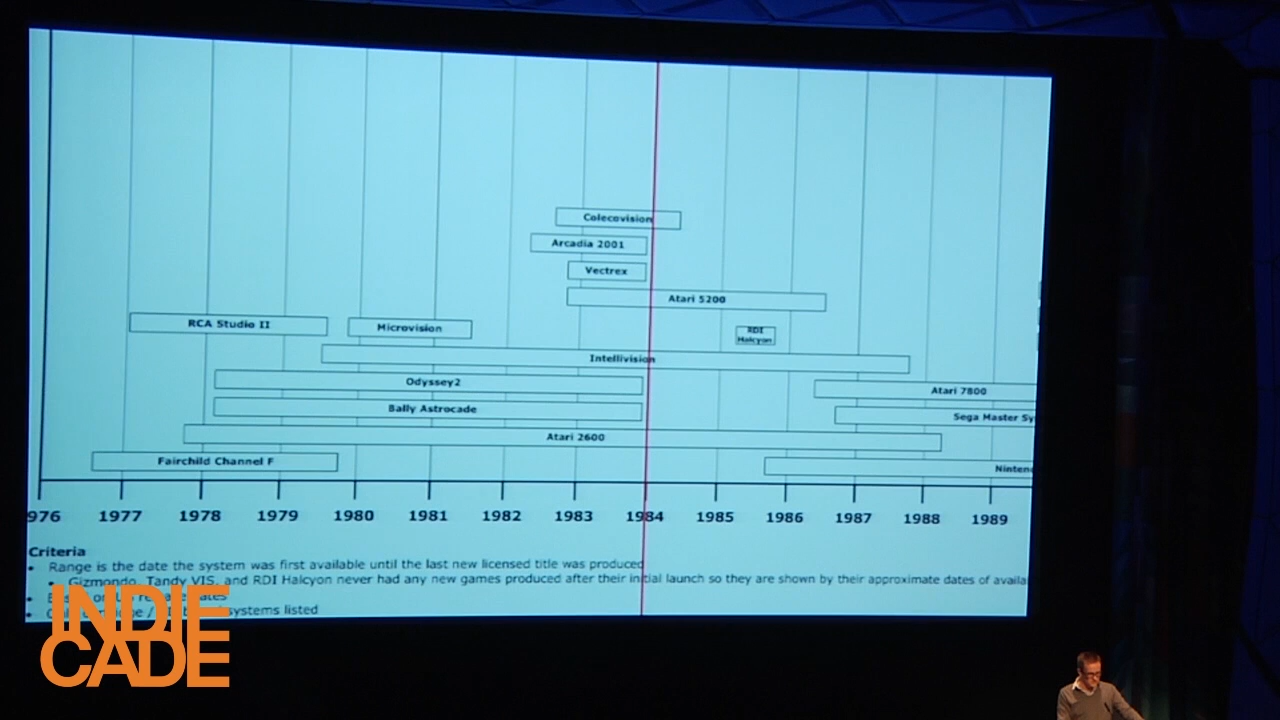 Colecovision
Arcadia 2001
Vectrex
Atari 5200
RCA Studio II
Microvision
RDI
Halcyon
Intellivision
Odyssey2
Atari 7800
Bally Astrocade
Sega Master Sy
Atari 2600
Fairchild Channel F
Ninten
976 1977 1978 1979 1980 1981 1982 1983 1984 1985 1986 1987 1988 1989
Criteria
• Range is the date the system was first available until the last new licensed title was produced
• Gizmondo, Tandy VIS, and RDI Halcyon never had any new games produced after their initial launch so they are shown by their approximate dates of availa
systems listed
INDIE
CADE